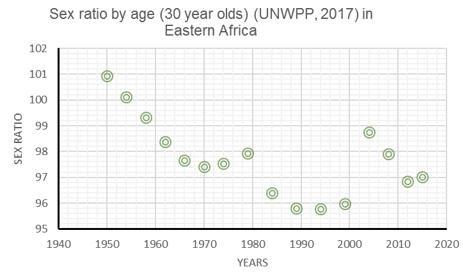 Sex ratio by age (30 year olds) (UNWPP, 2017) in
Eastern Africa
102
101
100
99
98
97
96
95
SEX RATIO
1940 1950 1960 1970 1980 1990 2000 2010 2020
YEARS